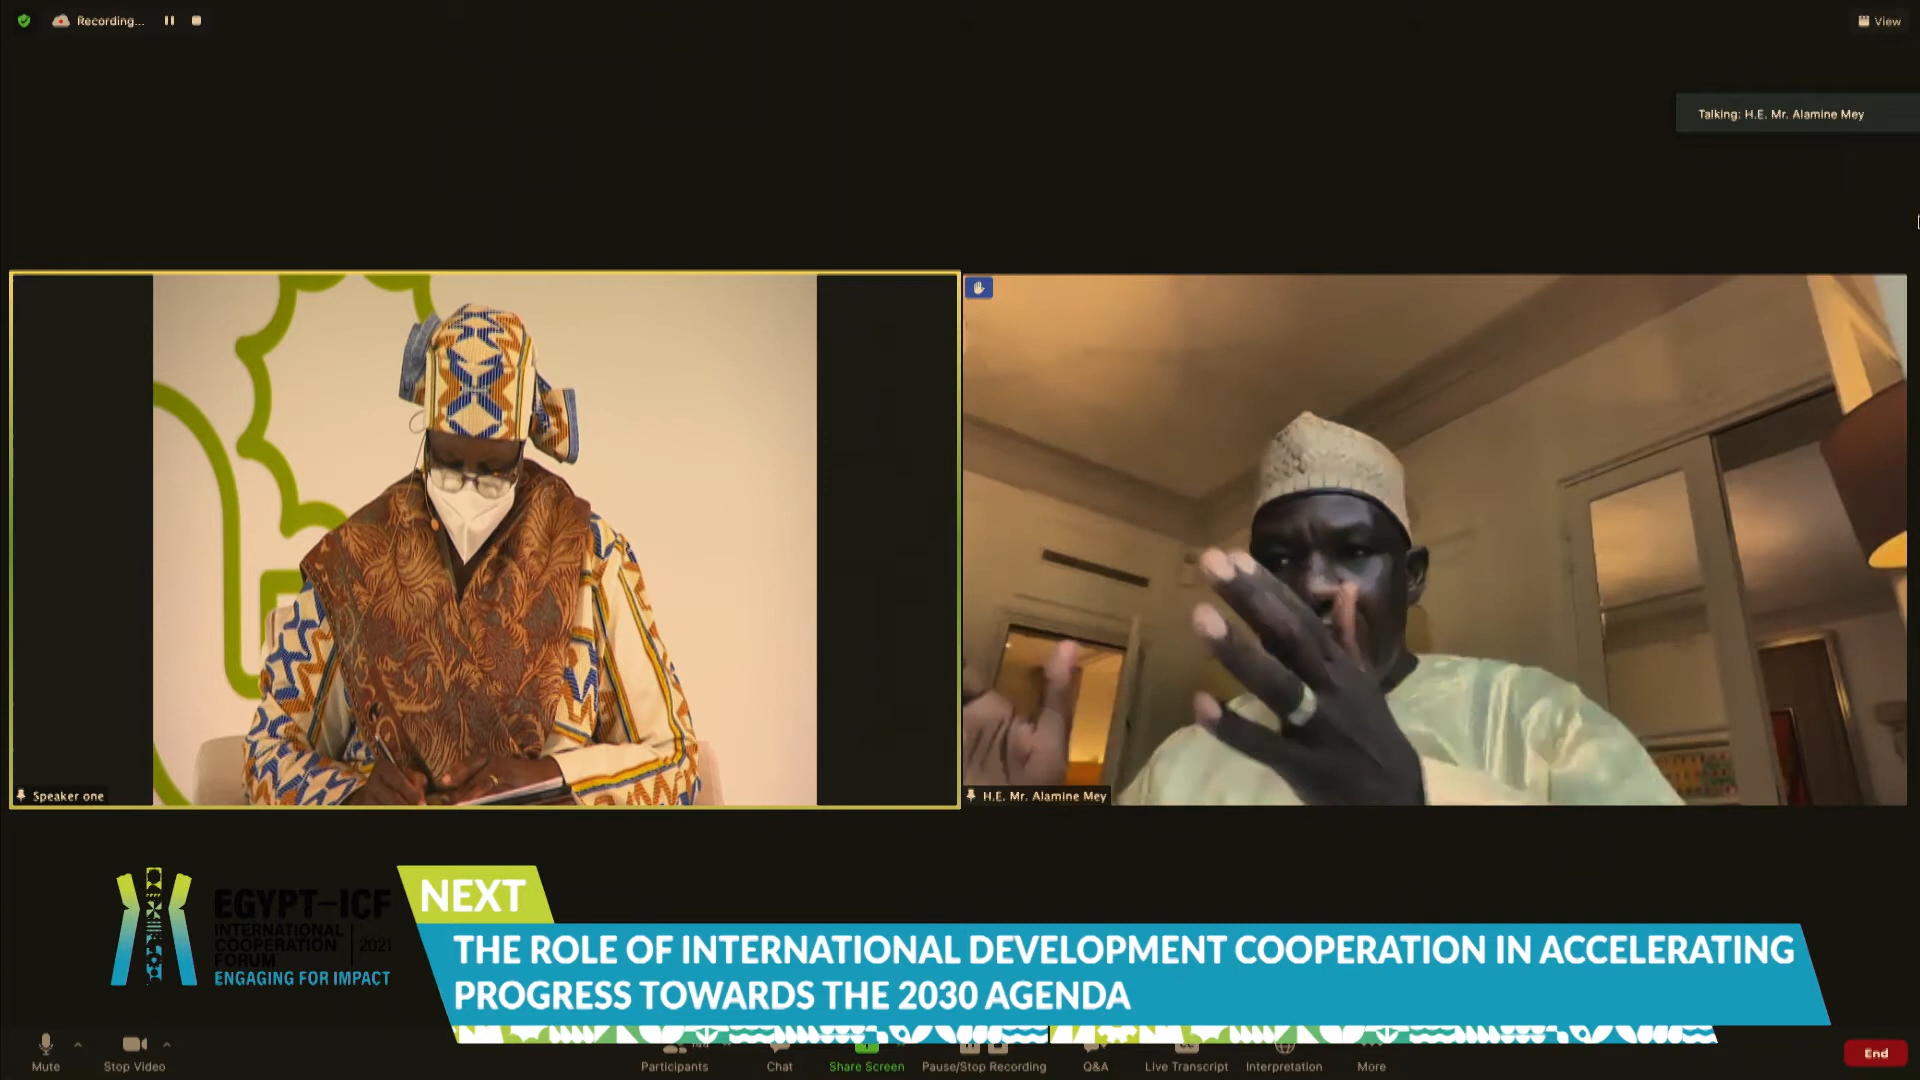 Recording...
View
Talking: H.E. Mr. Alamine Mey
Speaker one
H.E. Mr. Alamine Mey
EGYPT-ICF
INTERNATIONAL
COOPERATION
FORUM
2021
ENGAGING FOR IMPACT
NEXT
THE ROLE OF INTERNATIONAL DEVELOPMENT COOPERATION IN ACCELERATING
PROGRESS TOWARDS THE 2030 AGENDA
Mute
Stop Video
Participants
Chat
Share Screen
Pause/Stop Recording
Q&A
Live Transcript
Interpretation
More
End